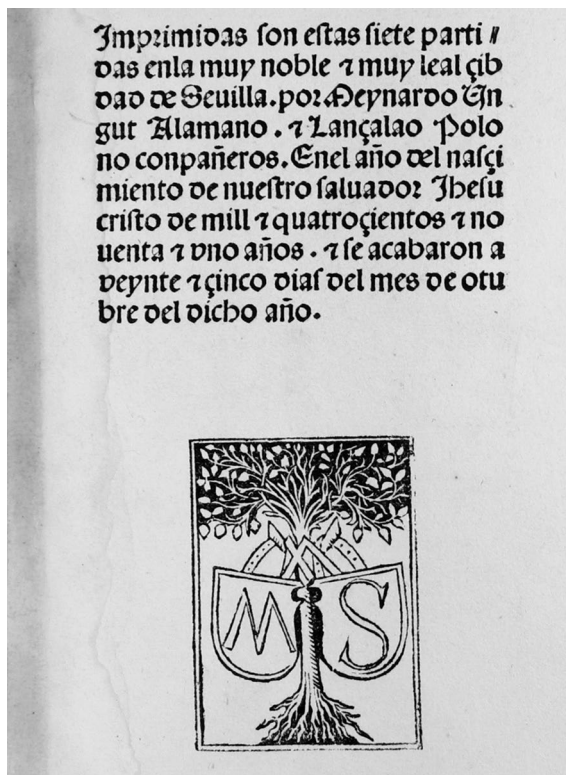 Imprimidas son estas siete parti //
das enla muy noble ⁊ muy leal çib
dad de Seuilla. por Meynardo Un
gut Alamano . ⁊ Lançalao Polo
no conpañeros. Enel año del nasçi
miento de nuestro saluador Jhesu
cristo de mill ⁊ quatroçientos ⁊ no
uenta ⁊ vno años . ⁊ se acabaron a
veynte ⁊ çinco dias del mes de otu
bre del dicho año.
M S